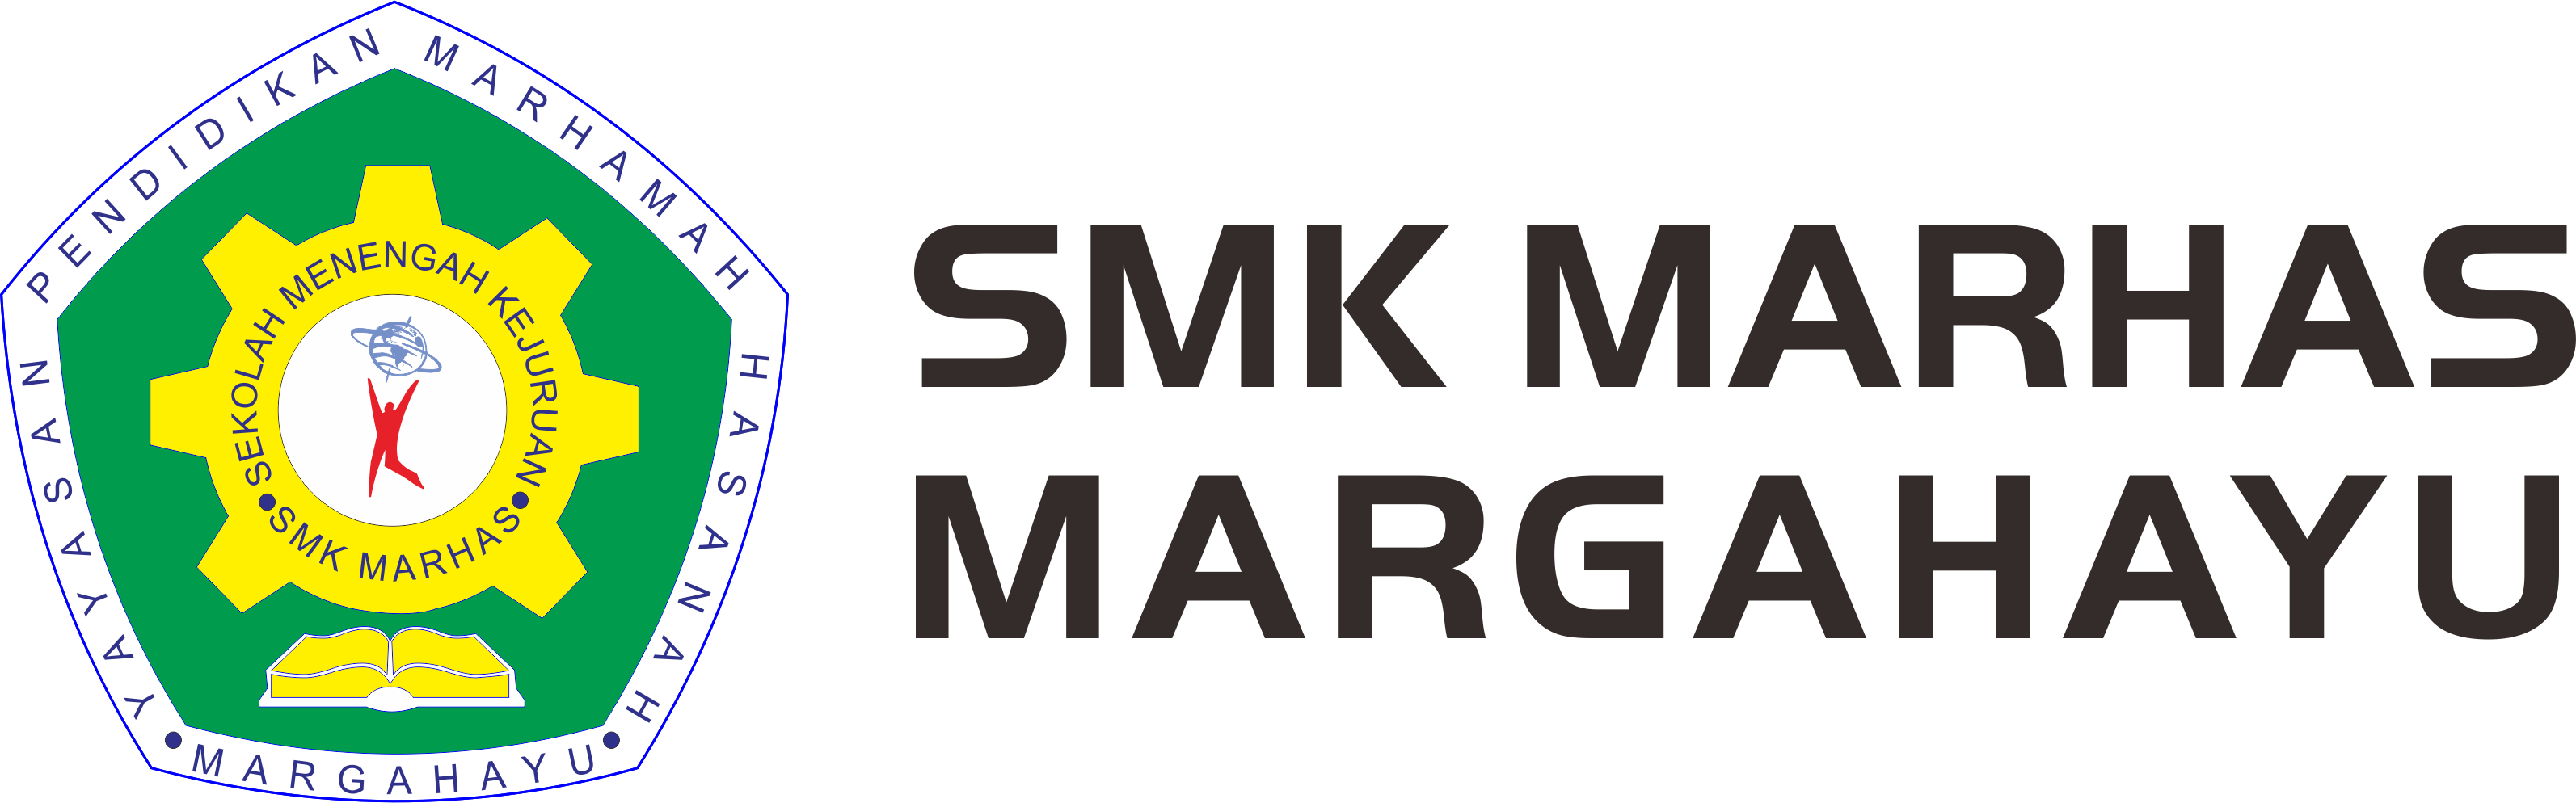 YAYASAN PENDIDIKAN MARHAMAH HASANAH
•MARGAHAYU•
SEKOLAH MENENGAH KEJURUAN
•SMK MARHAS•
SMK MARHAS
MARGAHAYU